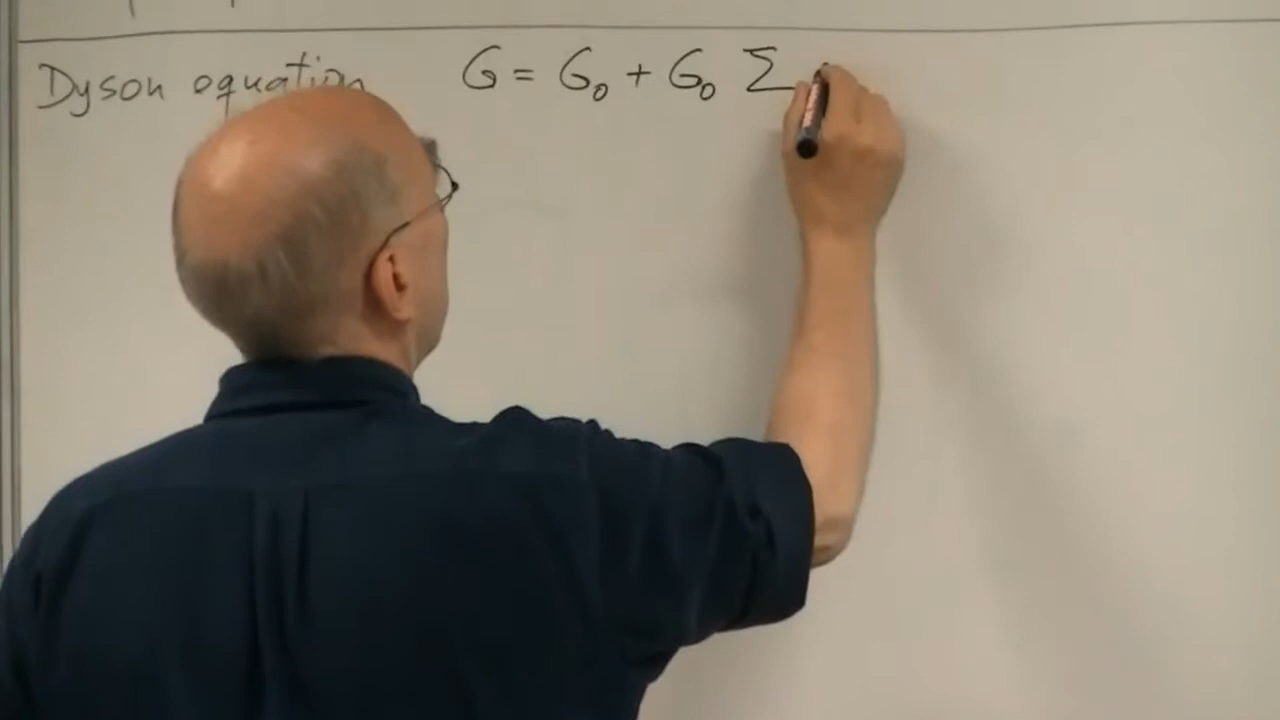 Dyson equation G = G₀ + G₀ Σ